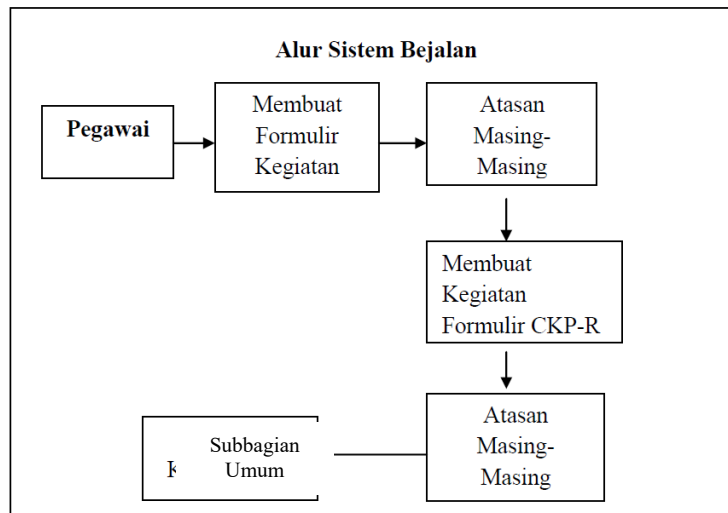 Alur Sistem Bejalan
Pegawai
Membuat
Formulir
Kegiatan
Atasan
Masing-
Masing
Membuat
Kegiatan
Formulir CKP-R
Atasan
Masing-
Masing
Subbagian
Umum